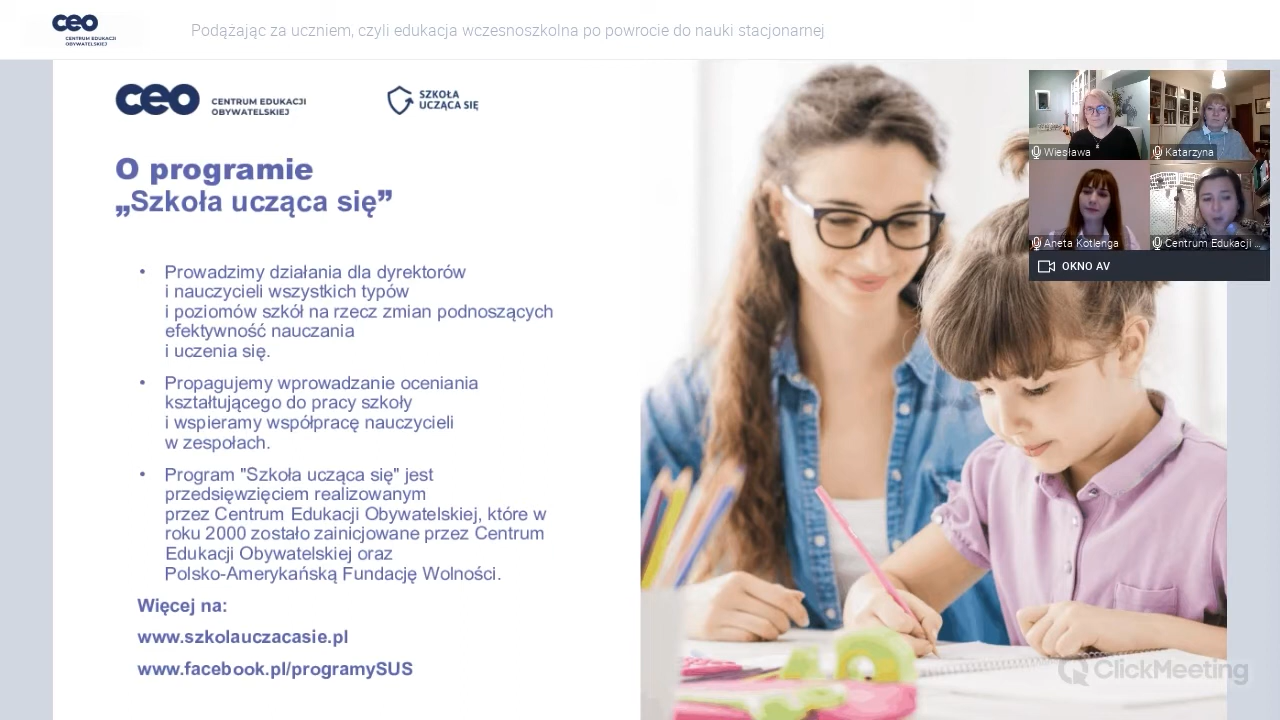 ceo
CENTRUM EDUKACJI
OBYWATELSKIEJ
Podążając za uczniem, czyli edukacja wczesnoszkolna po powrocie do nauki stacjonarnej
ceo
CENTRUM EDUKACJI
OBYWATELSKIEJ
SZKOŁA
UCZĄCA SIĘ
O programie
„Szkoła ucząca się”
• Prowadzimy działania dla dyrektorów
i nauczycieli wszystkich typów
i poziomów szkół na rzecz zmian podnoszących
efektywność nauczania
i uczenia się.
• Propagujemy wprowadzanie oceniania
kształtującego do pracy szkoły
i wspieramy współpracę nauczycieli
w zespołach.
• Program "Szkoła ucząca się" jest
przedsięwzięciem realizowanym
przez Centrum Edukacji Obywatelskiej, które w
roku 2000 zostało zainicjowane przez Centrum
Edukacji Obywatelskiej oraz
Polsko-Amerykańską Fundację Wolności.
Więcej na:
www.szkolauczacasie.pl
www.facebook.pl/programySUS
Wiesława
Katarzyna
Aneta Kotlenga
Centrum Edukacji ...
OKNO AV
ClickMeeting